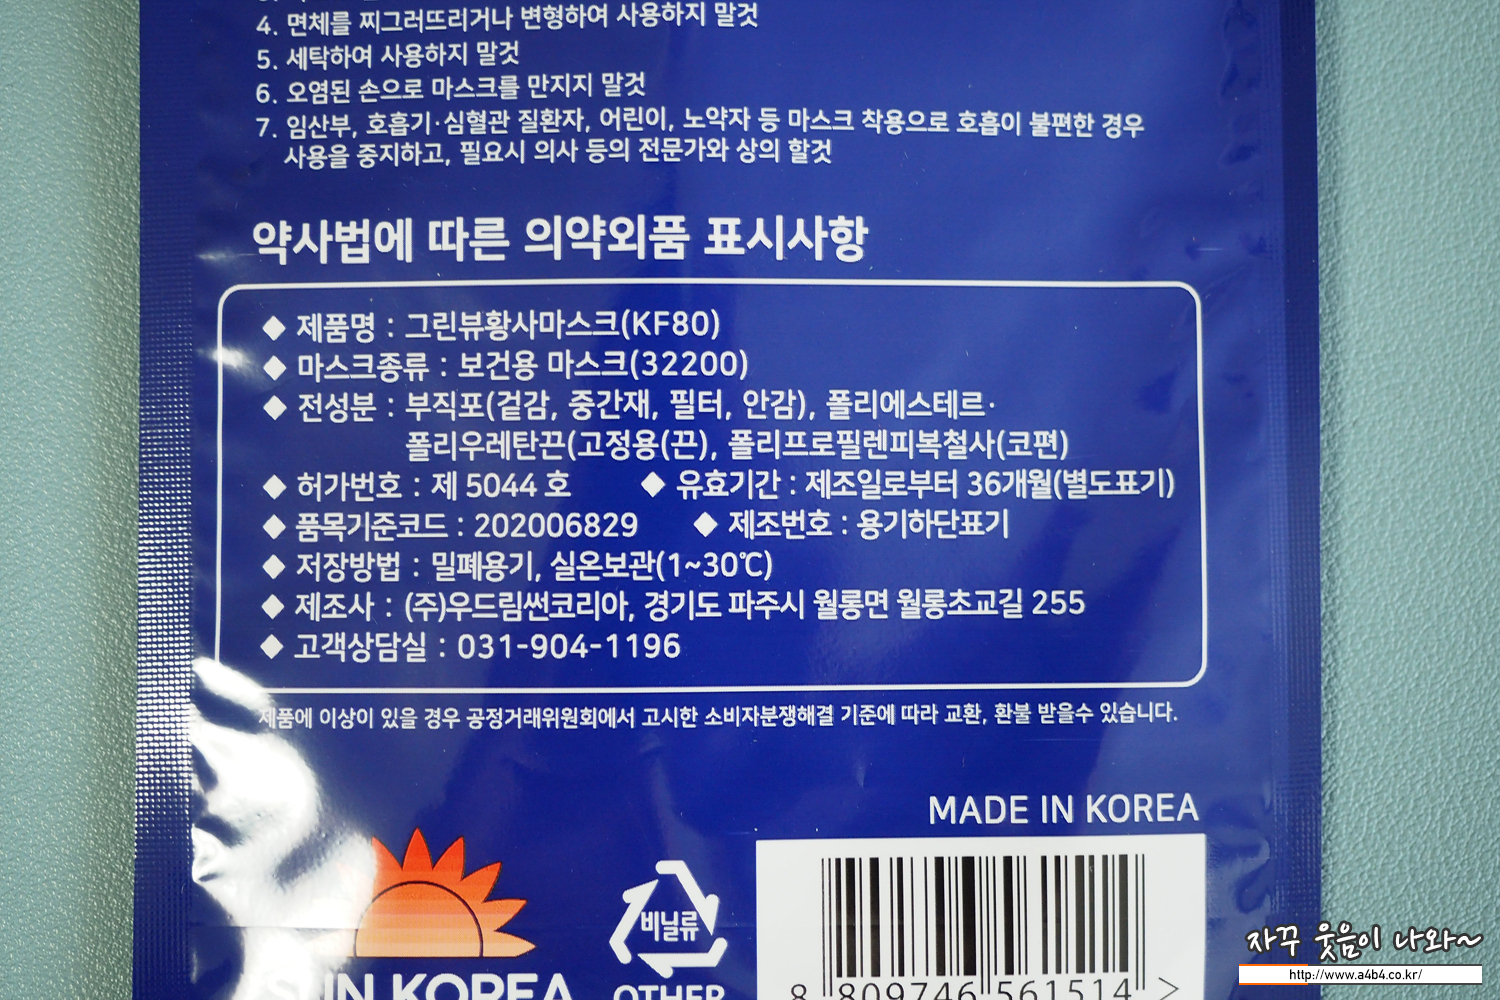 4. 면체를 찌그러뜨리거나 변형하여 사용하지 말것
5. 세탁하여 사용하지 말것
6. 오염된 손으로 마스크를 만지지 말것
7. 임산부, 호흡기·심혈관 질환자, 어린이, 노약자 등 마스크 착용으로 호흡이 불편한 경우
사용을 중지하고, 필요시 의사 등의 전문가와 상의 할것
약사법에 따른 의약외품 표시사항
◆ 제품명 : 그린뷰황사마스크(KF80)
◆ 마스크종류 : 보건용 마스크(32200)
◆ 전성분 : 부직포(겉감, 중간재, 필터, 안감), 폴리에스테르·
폴리우레탄끈(고정용(끈), 폴리프로필렌피복철사(코편)
◆ 허가번호 : 제 5044 호 ◆ 유효기간 : 제조일로부터 36개월(별도표기)
◆ 품목기준코드 : 202006829 ◆ 제조번호 : 용기하단표기
◆ 저장방법 : 밀폐용기, 실온보관(1~30℃)
◆ 제조사 : (주)우드림썬코리아, 경기도 파주시 월롱면 월롱초교길 255
◆ 고객상담실 : 031-904-1196
제품에 이상이 있을 경우 공정거래위원회에서 고시한 소비자분쟁해결 기준에 따라 교환, 환불 받을수 있습니다.
MADE IN KOREA
비닐류
OTHER
SUN KOREA
8 809746 561514 >
자꾸 웃음이 나와~
http://www.a4b4.co.kr/